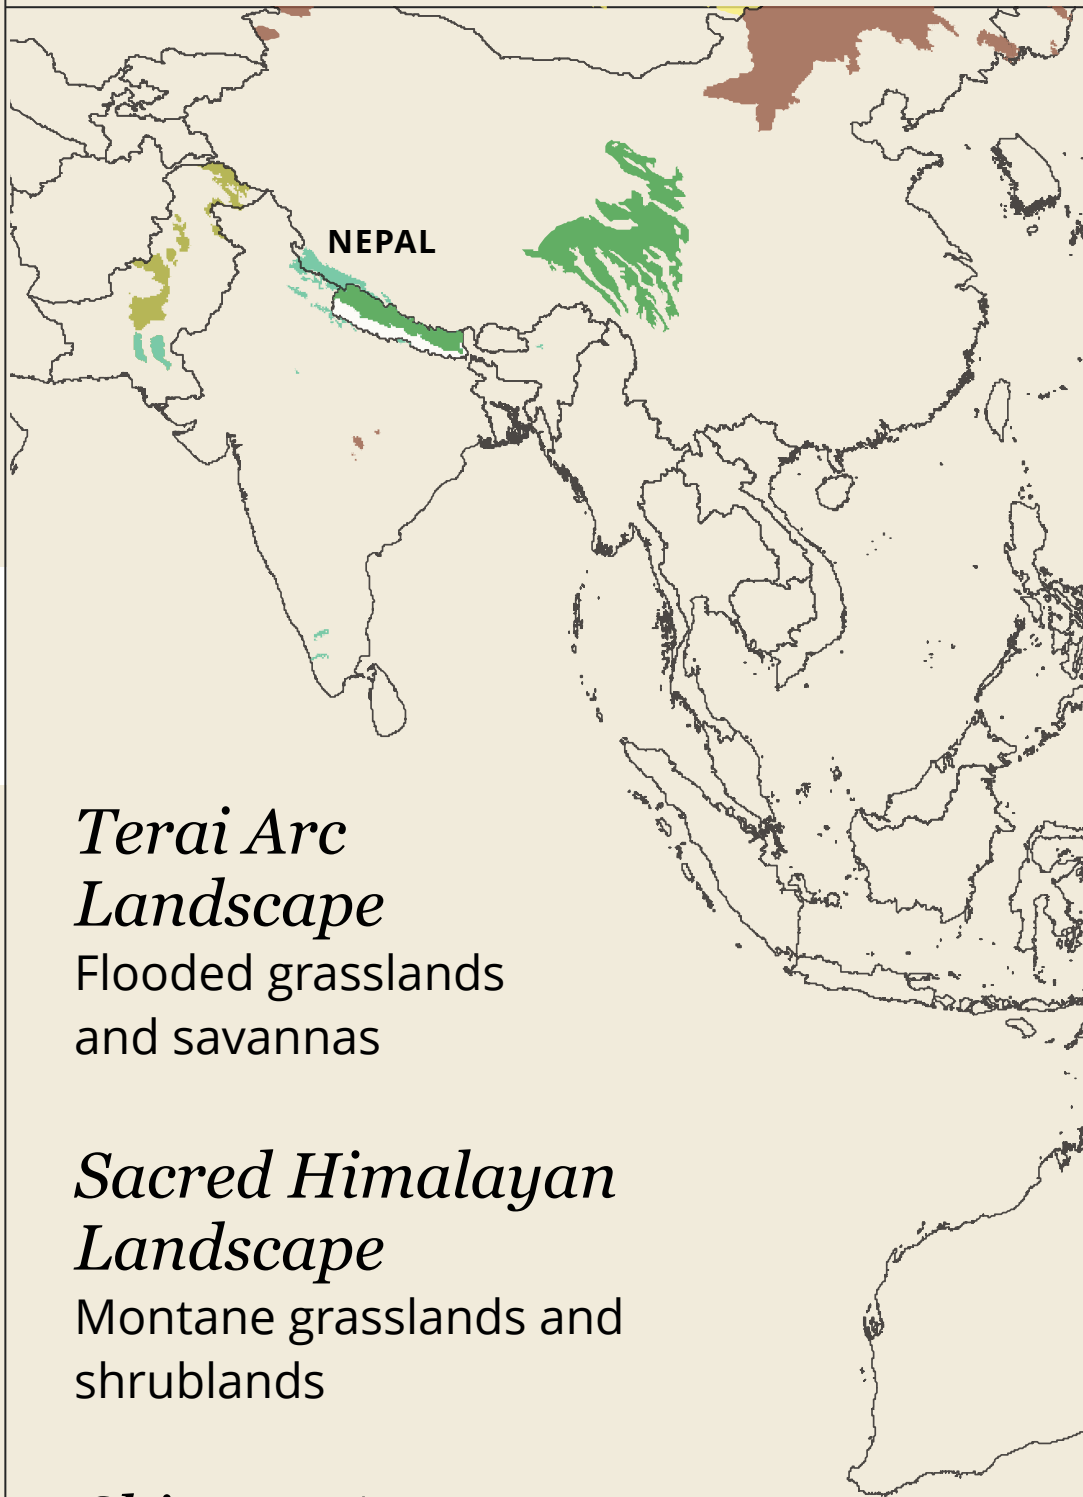 NEPAL
Terai Arc
Landscape
Flooded grasslands
and savannas
Sacred Himalayan
Landscape
Montane grasslands and
shrublands